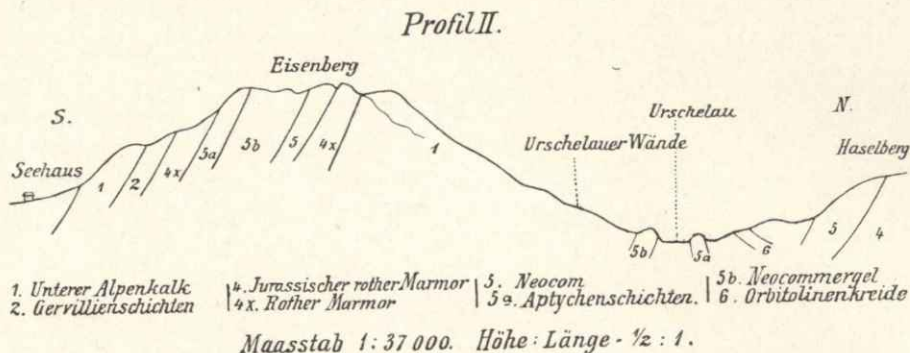 Profil II.
Eisenberg
S.
Urschelau
N.
Urschelauer Wände
Haselberg
Seehaus
1 2 4x 5a 5b 5 4x 1
5b 5a 6 5 4
1. Unterer Alpenkalk
2. Gervillienschichten
4. Jurassischer rother Marmor
4x. Rother Marmor
5. Neocom
5a. Aptychenschichten.
5b. Neocommergel
6. Orbitolinenkreide
Maasstab 1:37000. Höhe : Länge - ½ : 1.